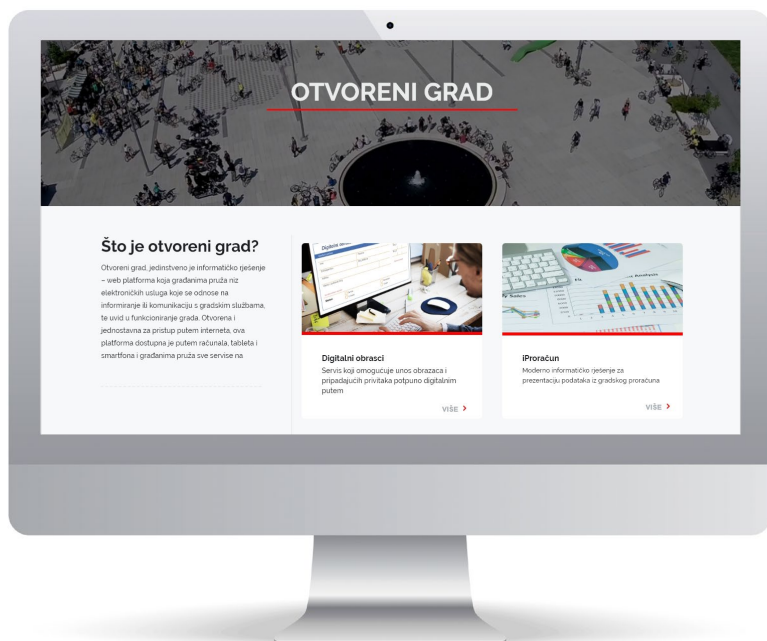 OTVORENI GRAD
Što je otvoreni grad?
Otvoreni grad, jedinstveno je informatičko rješenje
– web platforma koja građanima pruža niz
elektroničkih usluga koje se odnose na
informiranje ili komunikaciju s gradskim službama,
te uvid u funkcioniranje grada. Otvorena i
jednostavna za pristup putem interneta, ova
platforma dostupna je putem računala, tableta i
smartfona i građanima pruža sve servise na
Digitalni obrasci
Servis koji omogućuje unos obrazaca i
pripadajućih privitaka potpuno digitalnim
putem
VIŠE
Analysis
Sales
iProračun
Moderno informatičko rješenje za
prezentaciju podataka iz gradskog proračuna
VIŠE